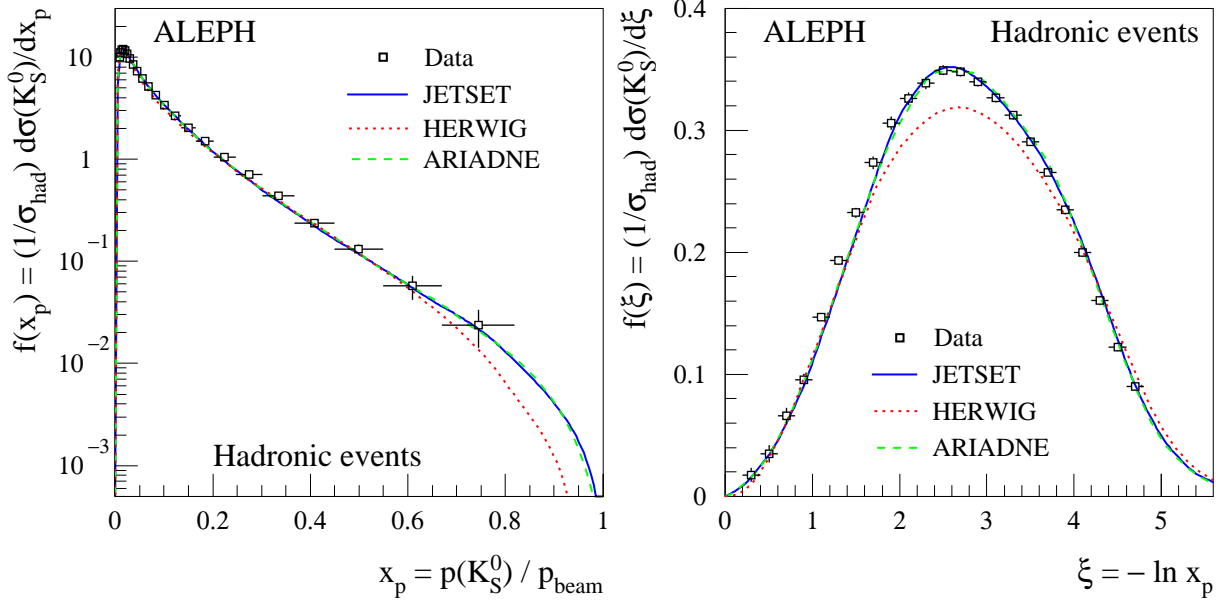 f(x_p) = (1/σ_had) dσ(K_S^0)/dx_p
ALEPH
Data
JETSET
HERWIG
ARIADNE
Hadronic events
10
1
10^−1
10^−2
10^−3
0 0.2 0.4 0.6 0.8 1
x_p = p(K_S^0) / p_beam
f(ξ) = (1/σ_had) dσ(K_S^0)/dξ
ALEPH Hadronic events
Data
JETSET
HERWIG
ARIADNE
0.4
0.3
0.2
0.1
0
0 1 2 3 4 5
ξ = − ln x_p